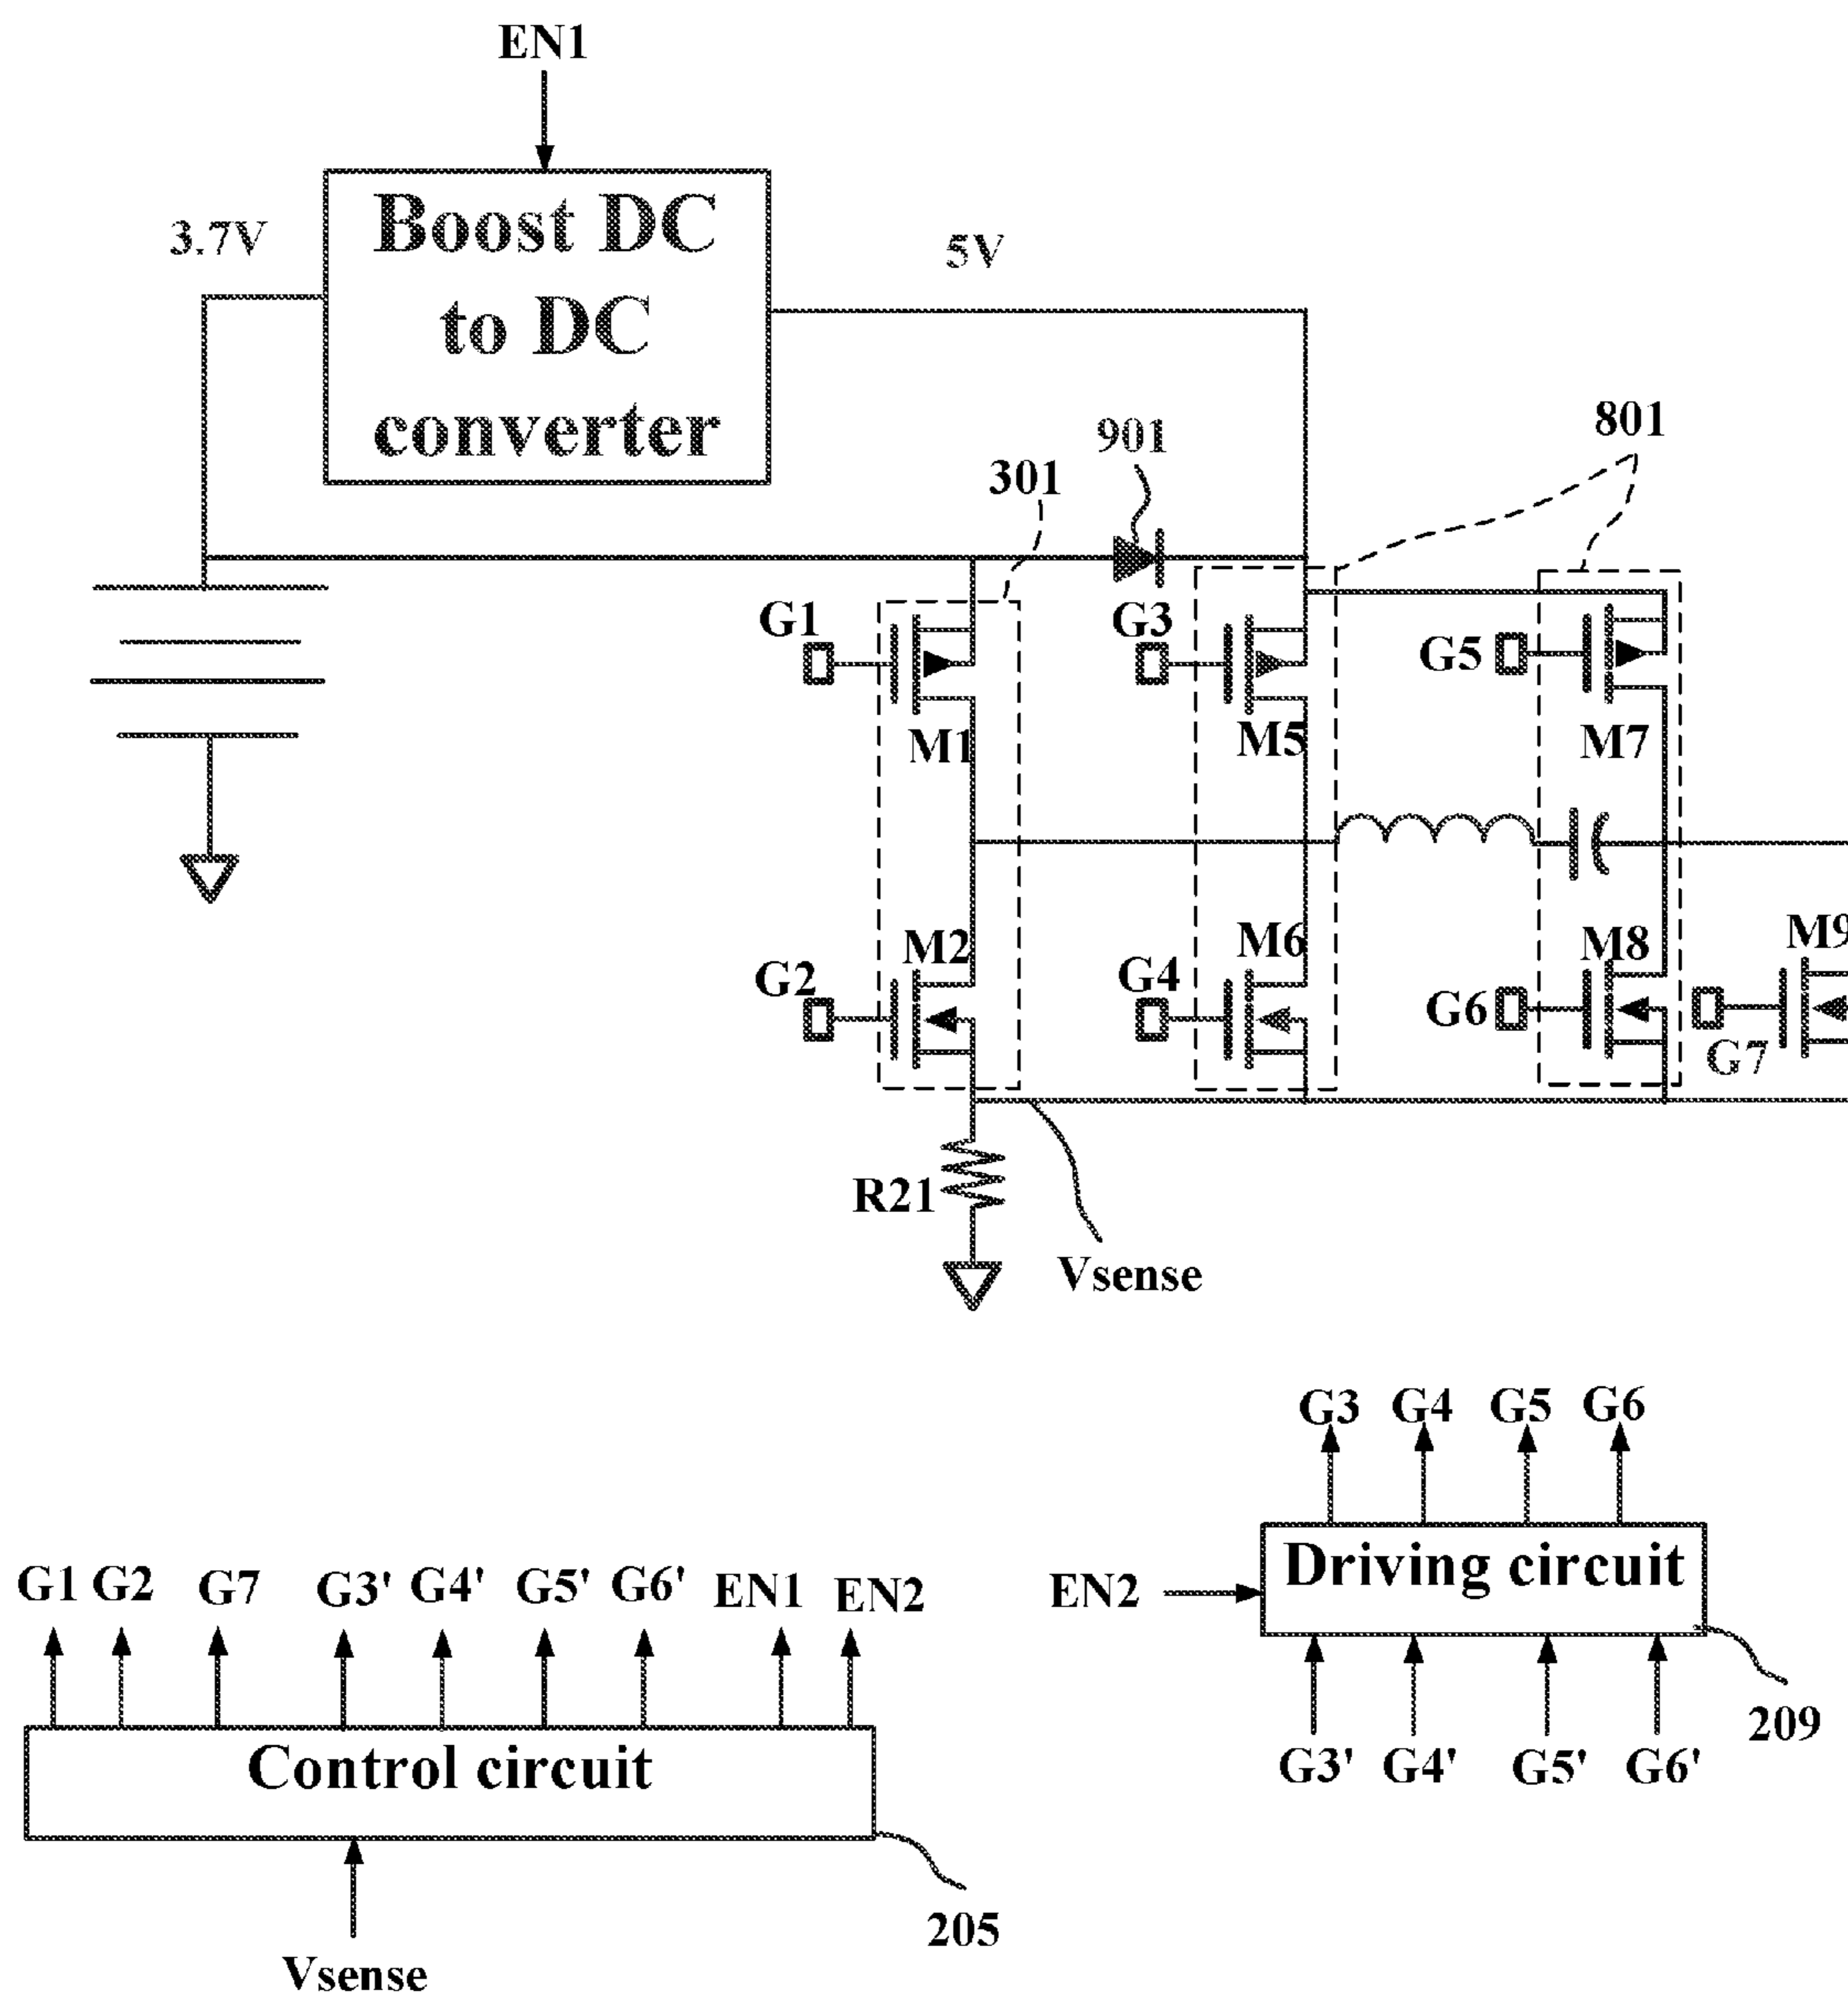 EN1
3.7V
Boost DC
to DC
converter
5V
901
801
301
G1
G3
G5
M1
M5
M7
M2
M6
M8
M9
G2
G4
G6
G7
R21
Vsense
G3 G4 G5 G6
Driving circuit
EN2
209
G3' G4' G5' G6'
G1 G2 G7 G3' G4' G5' G6' EN1 EN2
Control circuit
205
Vsense